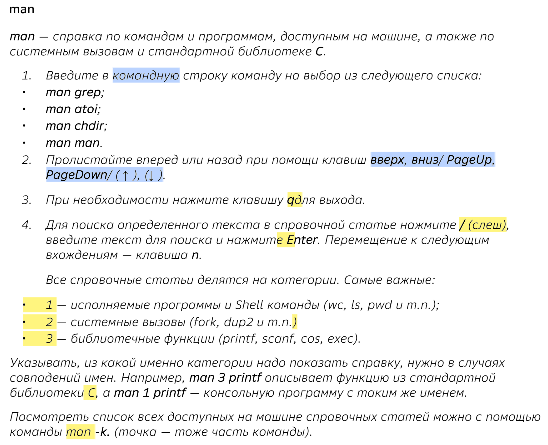 man
man — справка по командам и программам, доступным на машине, а также по
системным вызовам и стандартной библиотеке C.
1. Введите в командную строку команду на выбор из следующего списка:
• man grep;
• man atoi;
• man chdir;
• man man.
2. Пролистайте вперед или назад при помощи клавиш вверх, вниз/ PageUp,
PageDown/ (↑ ), (↓ ).
3. При необходимости нажмите клавишу qдля выхода.
4. Для поиска определенного текста в справочной статье нажмите / (слеш),
введите текст для поиска и нажмите Enter. Перемещение к следующим
вхождениям — клавиша n.
Все справочные статьи делятся на категории. Самые важные:
• 1 — исполняемые программы и Shell команды (wc, ls, pwd и т.п.);
• 2 — системные вызовы (fork, dup2 и т.п.)
• 3 — библиотечные функции (printf, scanf, cos, exec).
Указывать, из какой именно категории надо показать справку, нужно в случаях
совпадений имен. Например, man 3 printf описывает функцию из стандартной
библиотеки C, а man 1 printf — консольную программу с таким же именем.
Посмотреть список всех доступных на машине справочных статей можно с помощью
команды man -k. (точка — тоже часть команды).